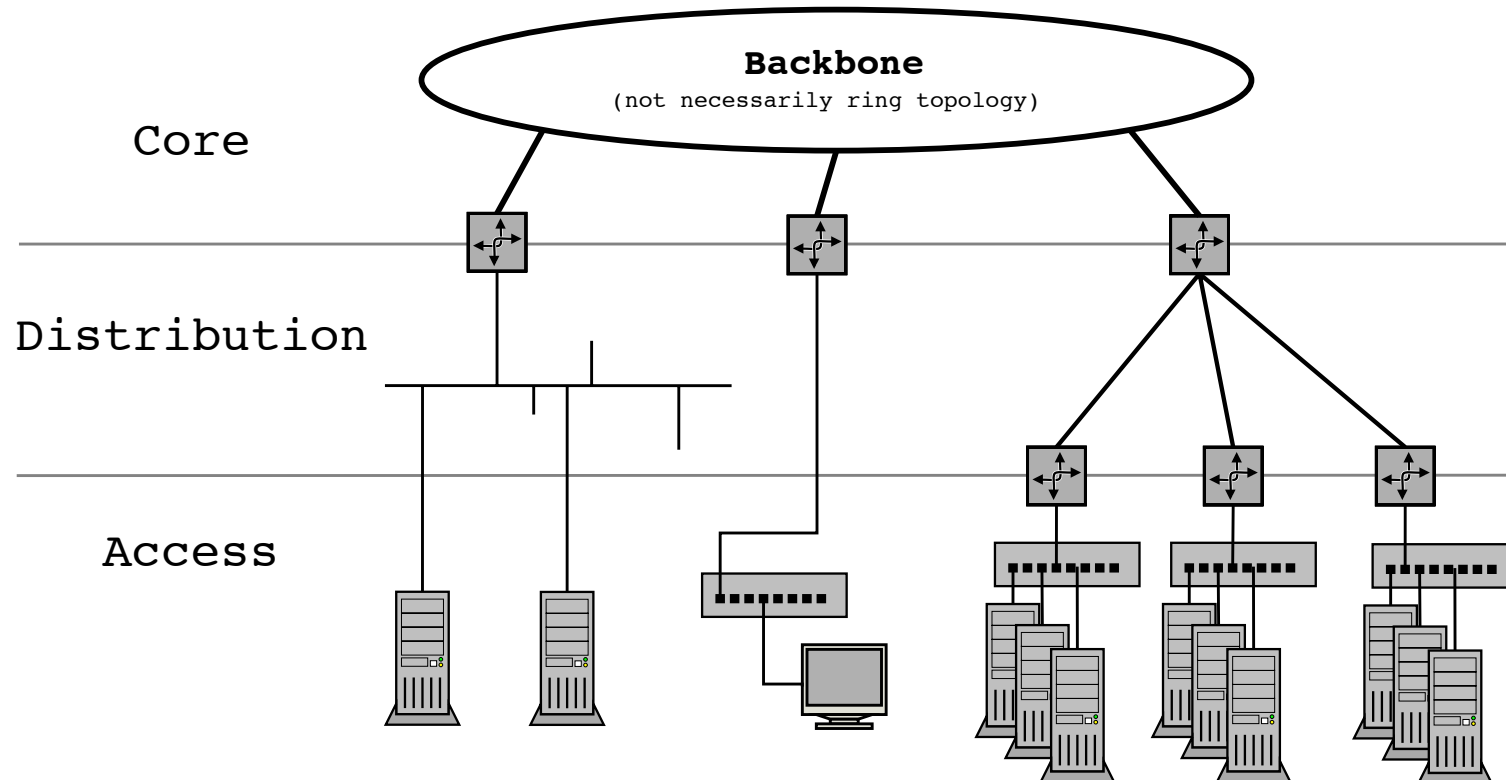 Backbone
(not necessarily ring topology)
Core
Distribution
Access